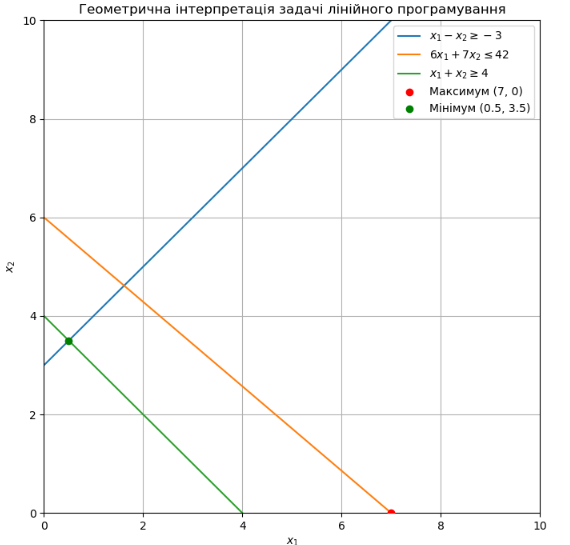 Геометрична інтерпретація задачі лінійного програмування
10
8
6
4
2
0
x₂
0 2 4 6 8 10
x₁
x₁ − x₂ ≥ −3
6x₁ + 7x₂ ≤ 42
x₁ + x₂ ≥ 4
Максимум (7, 0)
Мінімум (0.5, 3.5)